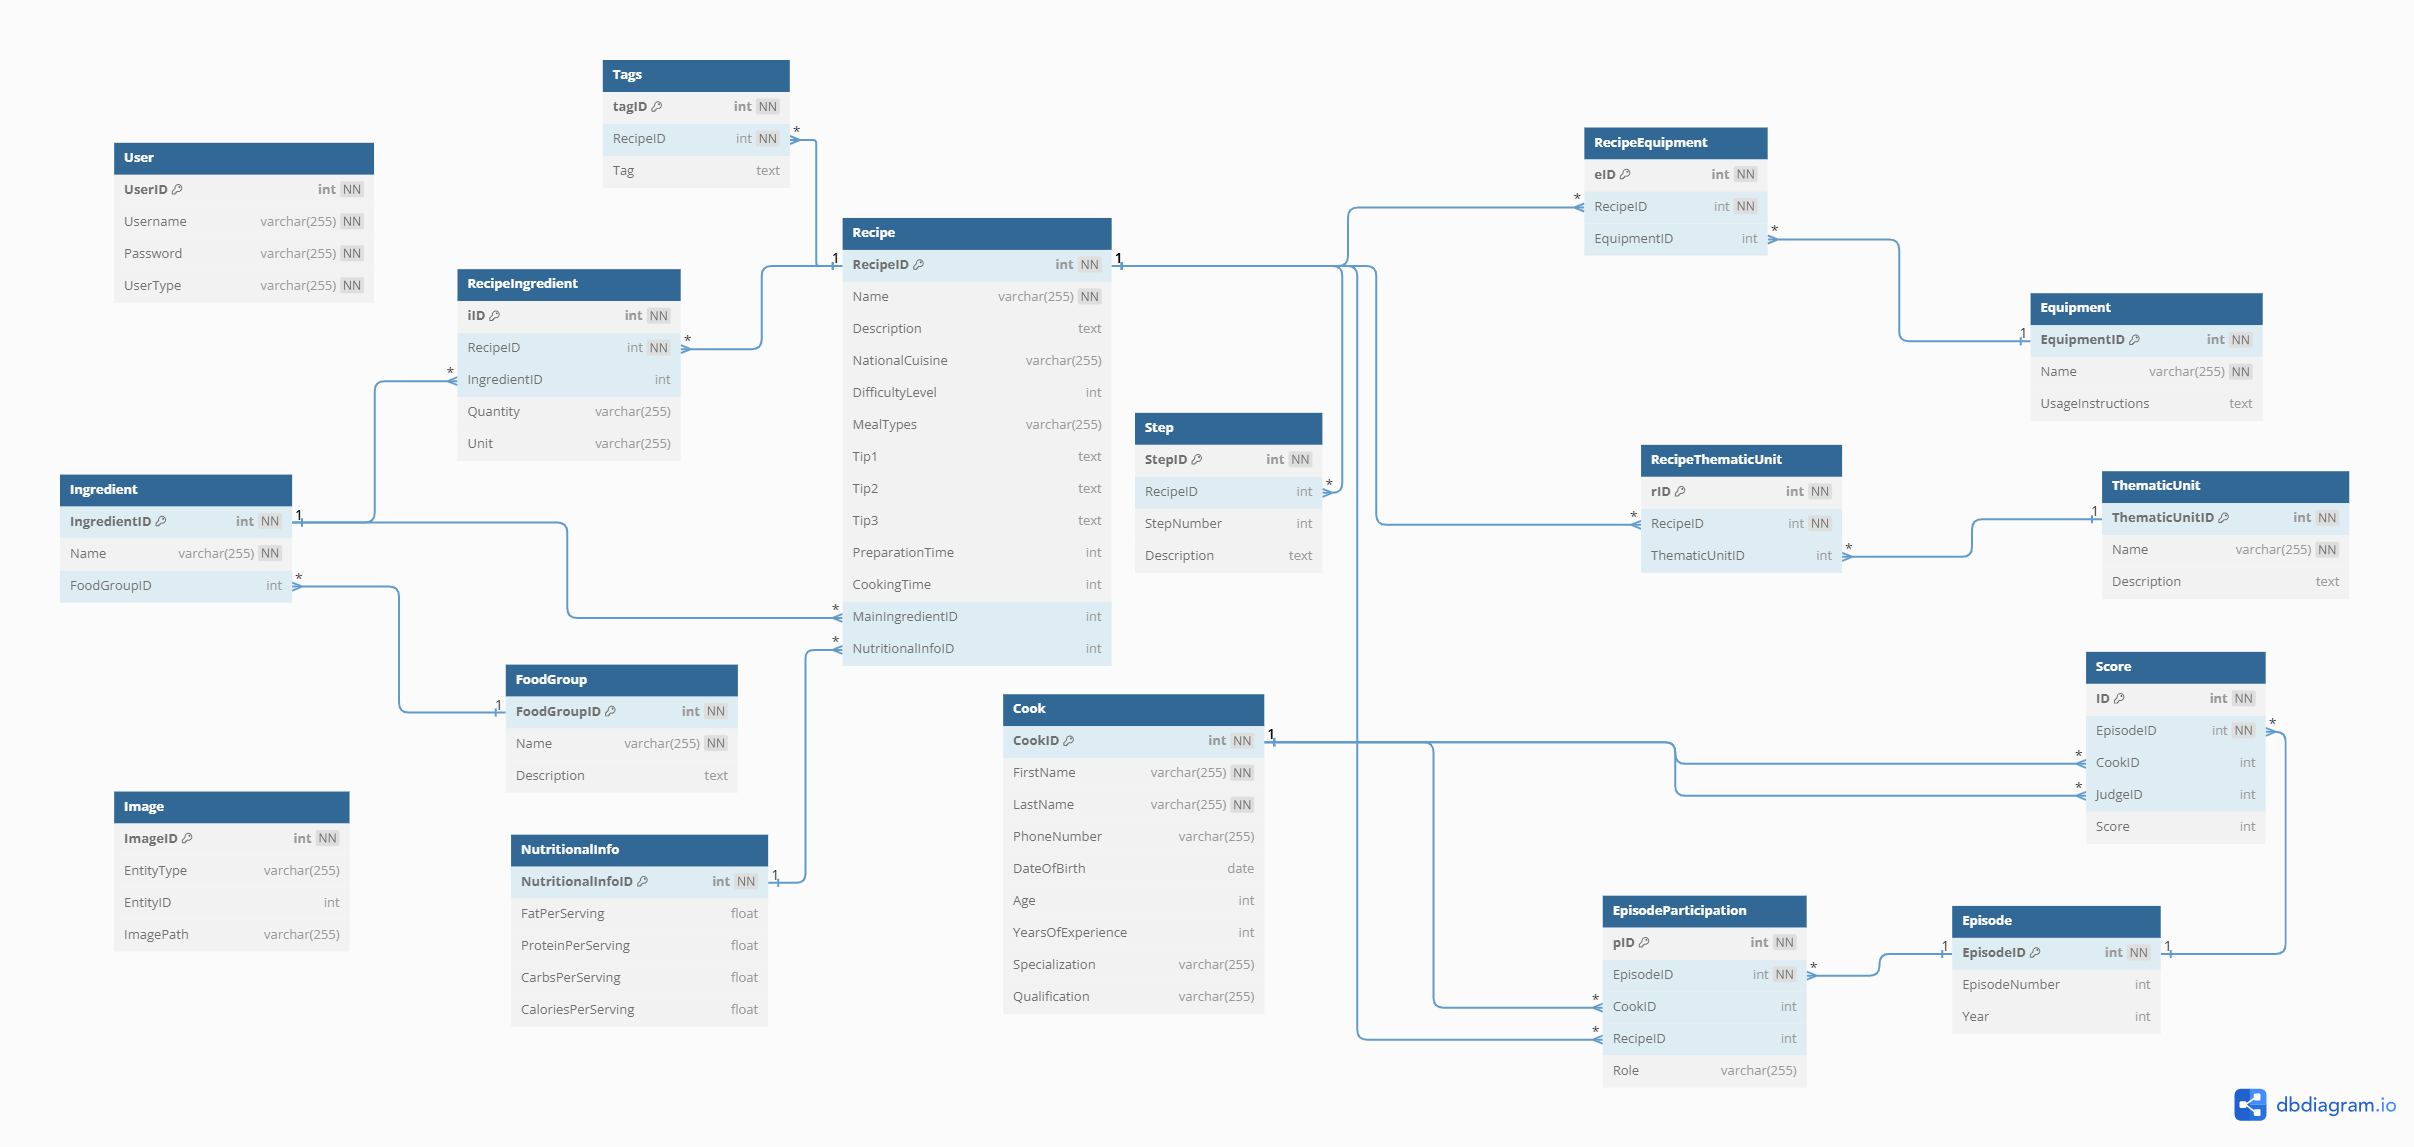 Tags
tagID int NN
RecipeID int NN
Tag text
User
UserID int NN
Username varchar(255) NN
Password varchar(255) NN
UserType varchar(255) NN
RecipeIngredient
iID int NN
RecipeID int NN
IngredientID int
Quantity varchar(255)
Unit varchar(255)
Recipe
RecipeID int NN
Name varchar(255) NN
Description text
NationalCuisine varchar(255)
DifficultyLevel int
MealTypes varchar(255)
Tip1 text
Tip2 text
Tip3 text
PreparationTime int
CookingTime int
MainIngredientID int
NutritionalInfoID int
RecipeEquipment
eID int NN
RecipeID int NN
EquipmentID int
Equipment
EquipmentID int NN
Name varchar(255) NN
UsageInstructions text
Step
StepID int NN
RecipeID int
StepNumber int
Description text
RecipeThematicUnit
rID int NN
RecipeID int NN
ThematicUnitID int
ThematicUnit
ThematicUnitID int NN
Name varchar(255) NN
Description text
Ingredient
IngredientID int NN
Name varchar(255) NN
FoodGroupID int
FoodGroup
FoodGroupID int NN
Name varchar(255) NN
Description text
Image
ImageID int NN
EntityType varchar(255)
EntityID int
ImagePath varchar(255)
NutritionalInfo
NutritionalInfoID int NN
FatPerServing float
ProteinPerServing float
CarbsPerServing float
CaloriesPerServing float
Cook
CookID int NN
FirstName varchar(255) NN
LastName varchar(255) NN
PhoneNumber varchar(255)
DateOfBirth date
Age int
YearsOfExperience int
Specialization varchar(255)
Qualification varchar(255)
Score
ID int NN
EpisodeID int NN
CookID int
JudgeID int
Score int
EpisodeParticipation
pID int NN
EpisodeID int NN
CookID int
RecipeID int
Role varchar(255)
Episode
EpisodeID int NN
EpisodeNumber int
Year int
dbdiagram.io